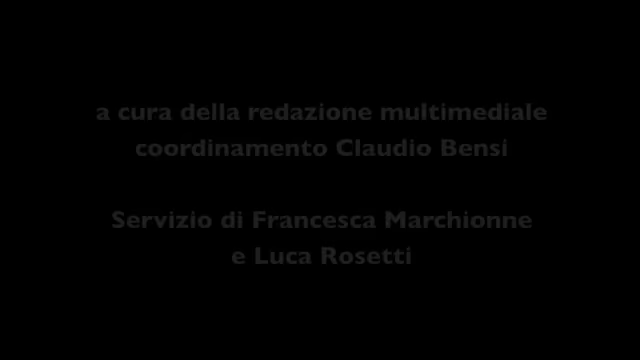 a cura della redazione multimediale
coordinamento Claudio Bensi
Servizio di Francesca Marchionne
e Luca Rosetti